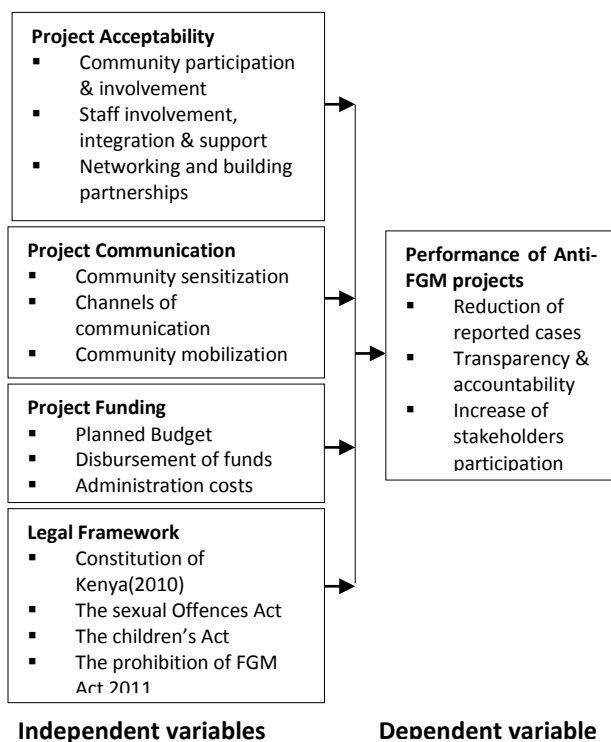 Project Acceptability
▪ Community participation
& involvement
▪ Staff involvement,
integration & support
▪ Networking and building
partnerships
Project Communication
▪ Community sensitization
▪ Channels of
communication
▪ Community mobilization
Project Funding
▪ Planned Budget
▪ Disbursement of funds
▪ Administration costs
Legal Framework
▪ Constitution of
Kenya(2010)
▪ The sexual Offences Act
▪ The children’s Act
▪ The prohibition of FGM
Act 2011
Independent variables
Performance of Anti-
FGM projects
▪ Reduction of
reported cases
▪ Transparency &
accountability
▪ Increase of
stakeholders
participation
Dependent variable